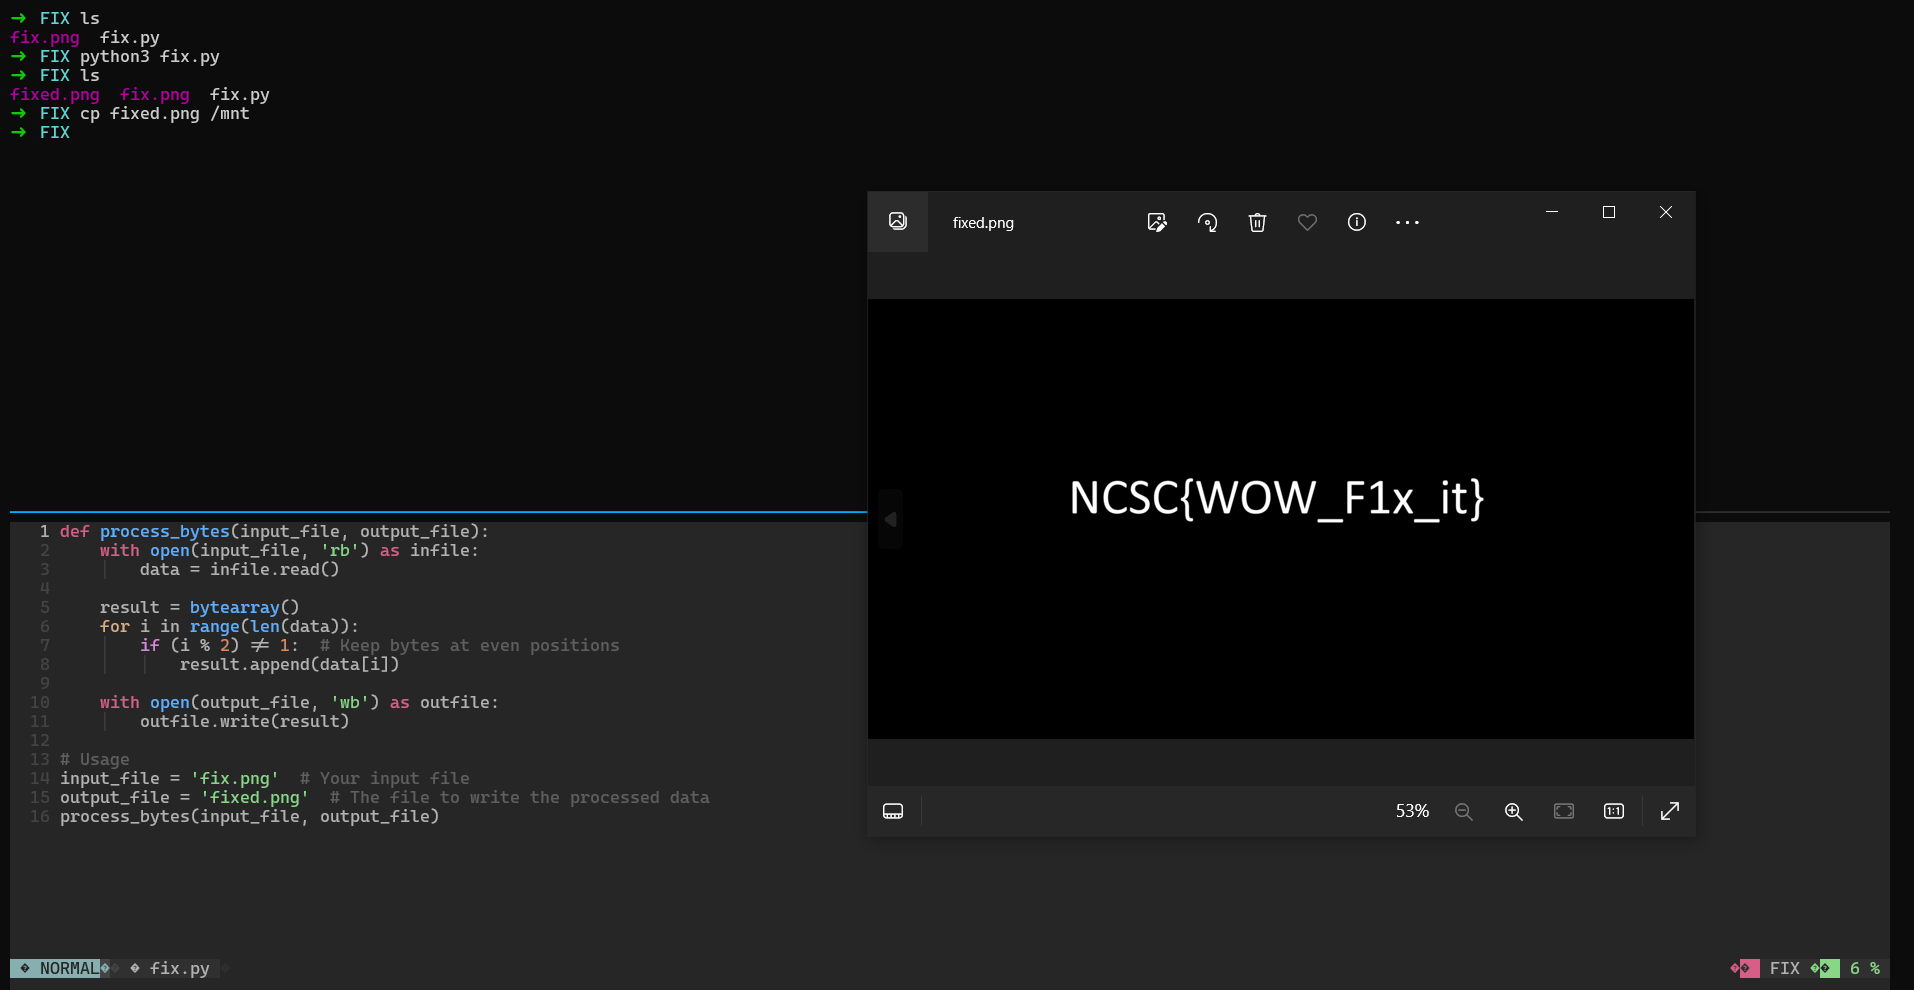 ➜ FIX ls
fix.png fix.py
➜ FIX python3 fix.py
➜ FIX ls
fixed.png fix.png fix.py
➜ FIX cp fixed.png /mnt
➜ FIX
fixed.png
NCSC{WOW_F1x_it}
53%
1:1
1 def process_bytes(input_file, output_file):
2     with open(input_file, 'rb') as infile:
3         data = infile.read()
4
5     result = bytearray()
6     for i in range(len(data)):
7         if (i % 2) != 1:  # Keep bytes at even positions
8             result.append(data[i])
9
10     with open(output_file, 'wb') as outfile:
11         outfile.write(result)
12
13 # Usage
14 input_file = 'fix.png'  # Your input file
15 output_file = 'fixed.png'  # The file to write the processed data
16 process_bytes(input_file, output_file)
NORMAL fix.py FIX 6 %